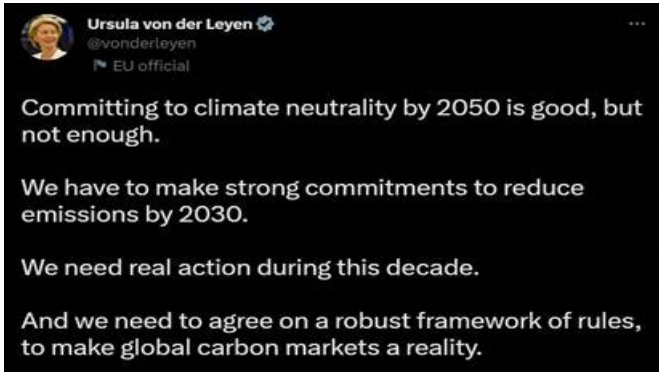 Ursula von der Leyen
@vonderleyen
EU official
Committing to climate neutrality by 2050 is good, but
not enough.
We have to make strong commitments to reduce
emissions by 2030.
We need real action during this decade.
And we need to agree on a robust framework of rules,
to make global carbon markets a reality.